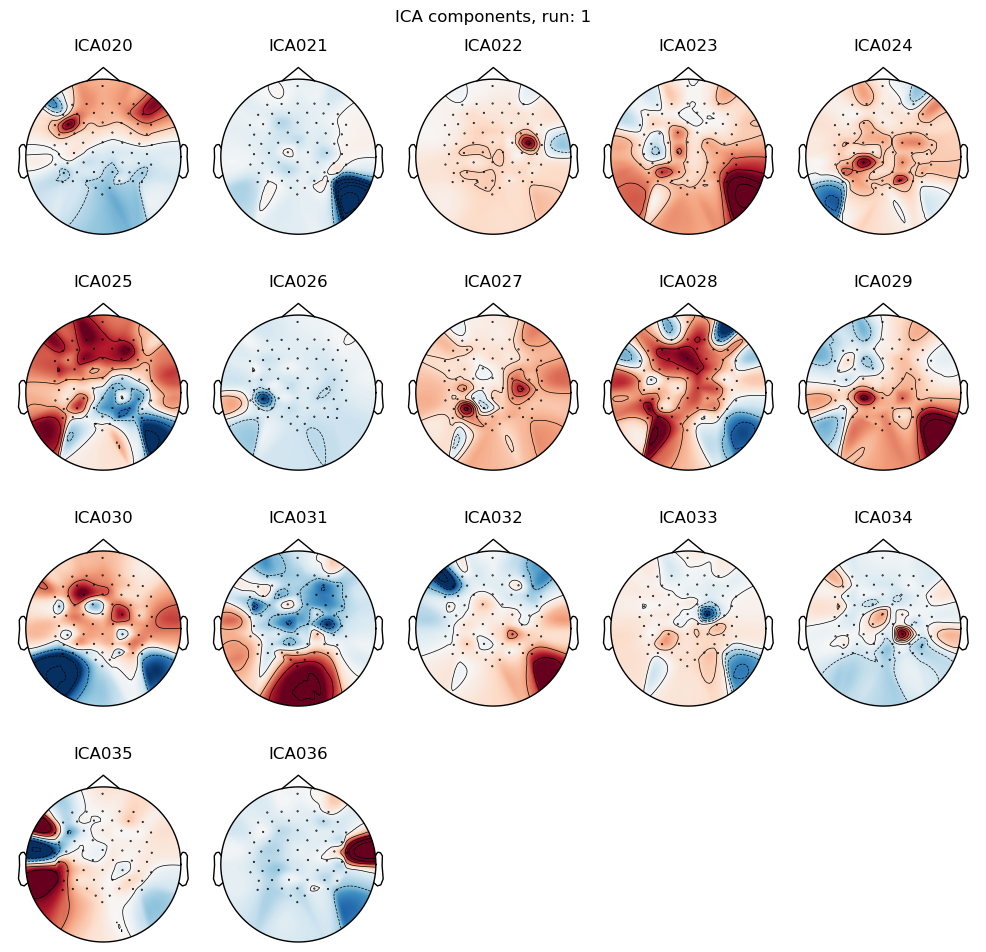 ICA components, run: 1
ICA020 ICA021 ICA022 ICA023 ICA024
ICA025 ICA026 ICA027 ICA028 ICA029
ICA030 ICA031 ICA032 ICA033 ICA034
ICA035 ICA036